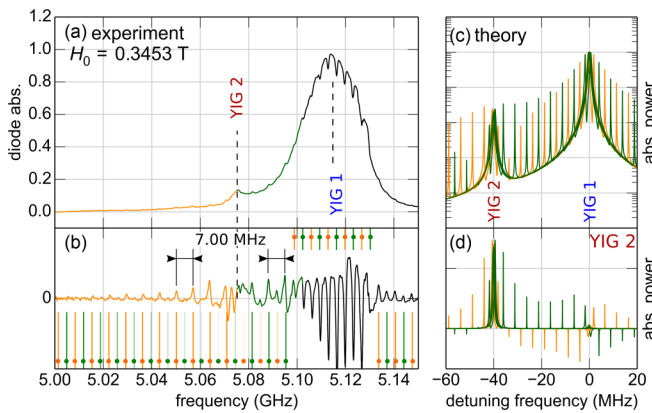 (a) experiment
H₀ = 0.3453 T
diode abs.
1.2
1.0
0.8
0.6
0.4
0.2
0.0
YIG 2
YIG 1
(b)
7.00 MHz
0
5.00 5.02 5.04 5.06 5.08 5.10 5.12 5.14
frequency (GHz)
(c) theory
abs. power
YIG 2
YIG 1
(d)
YIG 2
abs. power
−60 −40 −20 0 20
detuning frequency (MHz)